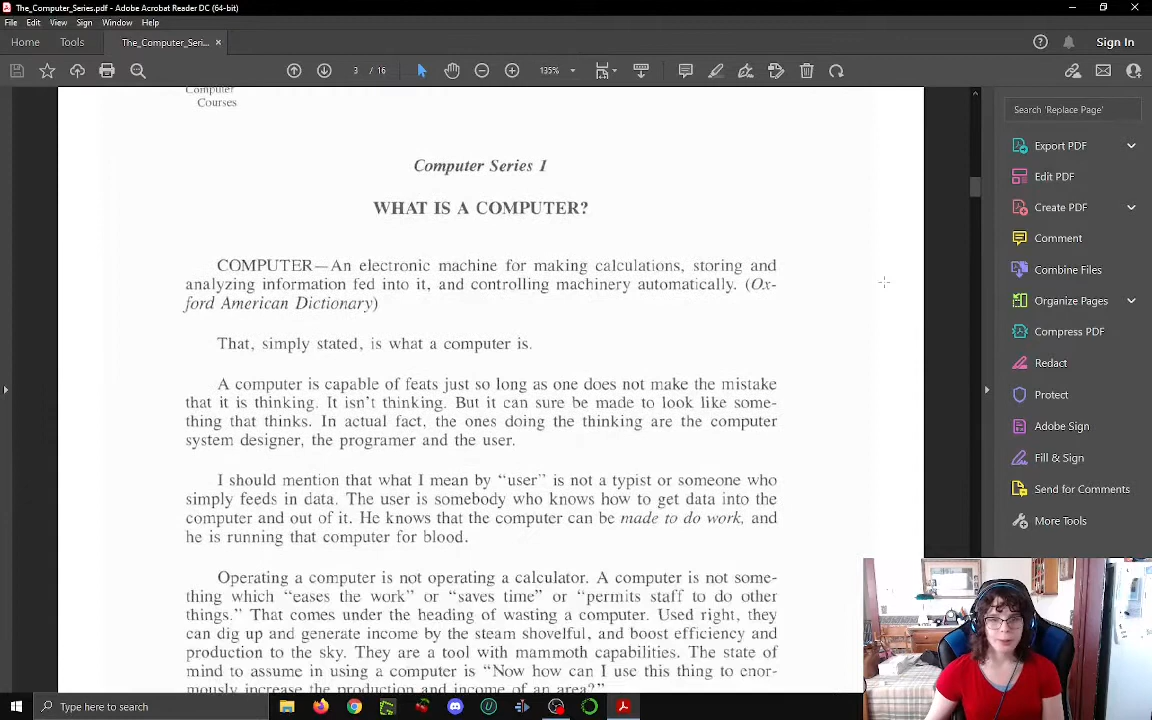 The_Computer_Series.pdf - Adobe Acrobat Reader DC (64-bit)
File Edit View Sign Window Help
Home Tools The_Computer_Seri... × Sign In
3 / 16 135%
Computer
Courses
Computer Series I
WHAT IS A COMPUTER?
COMPUTER—An electronic machine for making calculations, storing and
analyzing information fed into it, and controlling machinery automatically. (Ox-
ford American Dictionary)
That, simply stated, is what a computer is.
A computer is capable of feats just so long as one does not make the mistake
that it is thinking. It isn't thinking. But it can sure be made to look like some-
thing that thinks. In actual fact, the ones doing the thinking are the computer
system designer, the programer and the user.
I should mention that what I mean by “user” is not a typist or someone who
simply feeds in data. The user is somebody who knows how to get data into the
computer and out of it. He knows that the computer can be made to do work, and
he is running that computer for blood.
Operating a computer is not operating a calculator. A computer is not some-
thing which “eases the work” or “saves time” or “permits staff to do other
things.” That comes under the heading of wasting a computer. Used right, they
can dig up and generate income by the steam shovelful, and boost efficiency and
production to the sky. They are a tool with mammoth capabilities. The state of
mind to assume in using a computer is “Now how can I use this thing to enor-
mously increase the production and income of an area?”
Search 'Replace Page'
Export PDF
Edit PDF
Create PDF
Comment
Combine Files
Organize Pages
Compress PDF
Redact
Protect
Adobe Sign
Fill & Sign
Send for Comments
More Tools
Type here to search